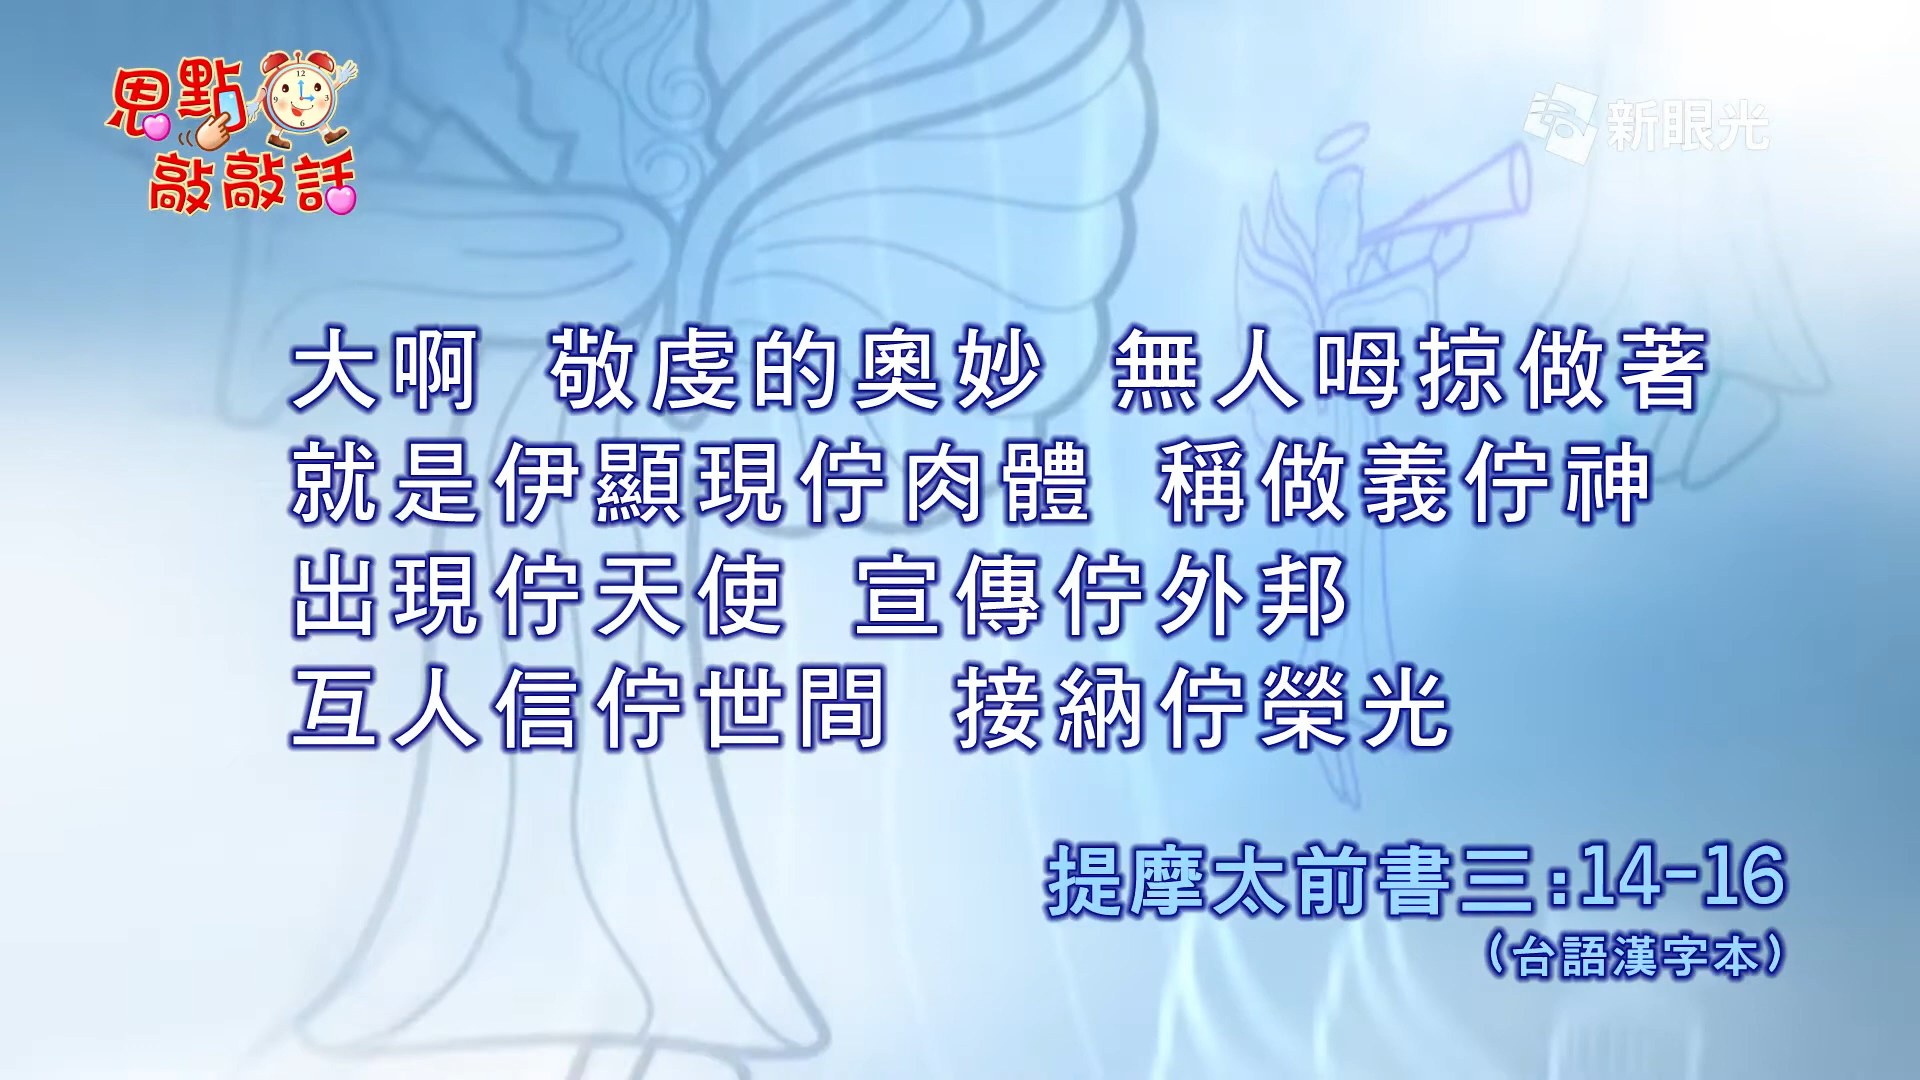 恩點
敲敲話
新眼光
大啊 敬虔的奧妙 無人呣掠做著
就是伊顯現佇肉體 稱做義佇神
出現佇天使 宣傳佇外邦
互人信佇世間 接納佇榮光
提摩太前書三:14-16
(台語漢字本)